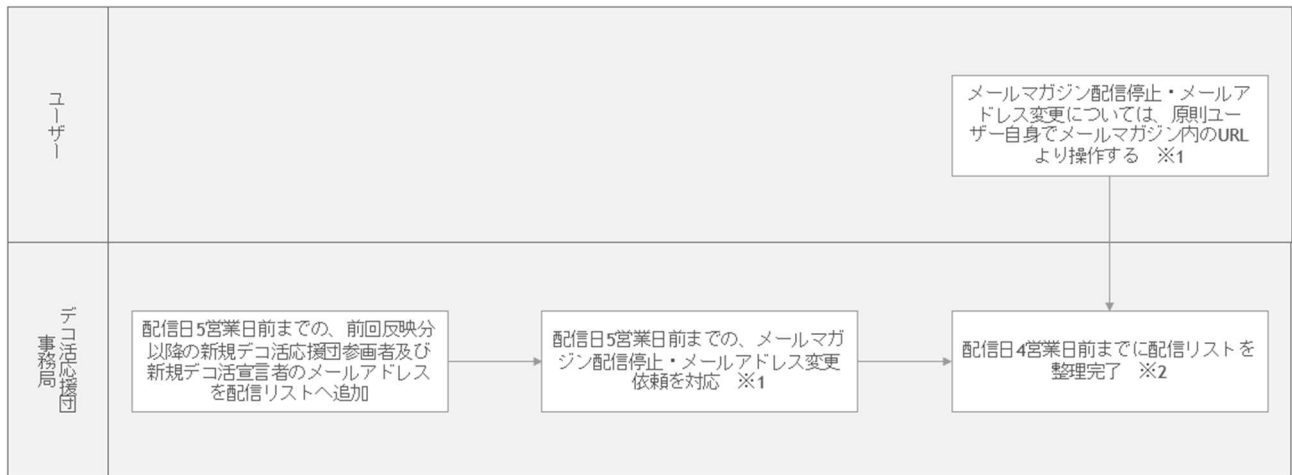 ユーザー
メールマガジン配信停止・メールア
ドレス変更については、原則ユー
ザー自身でメールマガジン内のURL
より操作する　※1
デコ活応援団
事務局
配信日5営業日前までの、前回反映分
以降の新規デコ活応援団参画者及び
新規デコ活宣言者のメールアドレス
を配信リストへ追加
配信日5営業日前までの、メールマガ
ジン配信停止・メールアドレス変更
依頼を対応　※1
配信日4営業日前までに配信リストを
整理完了　※2